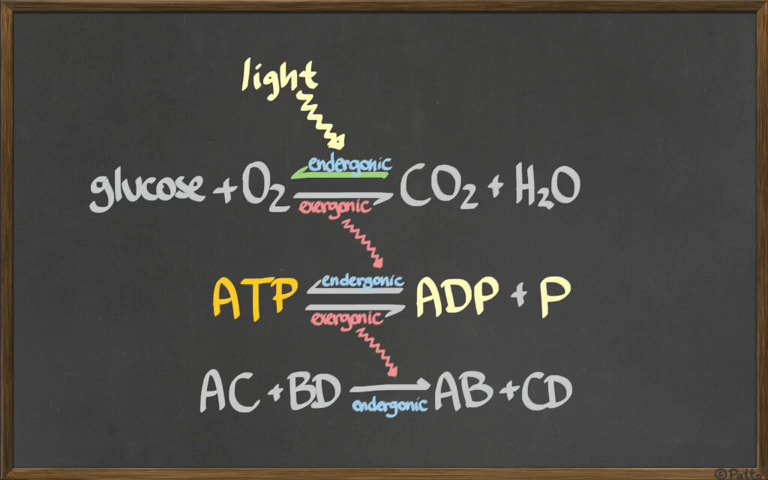 light
endergonic
glucose + O₂ ⇌ CO₂ + H₂O
exergonic
endergonic
ATP ⇌ ADP + P
exergonic
AC + BD → AB + CD
endergonic